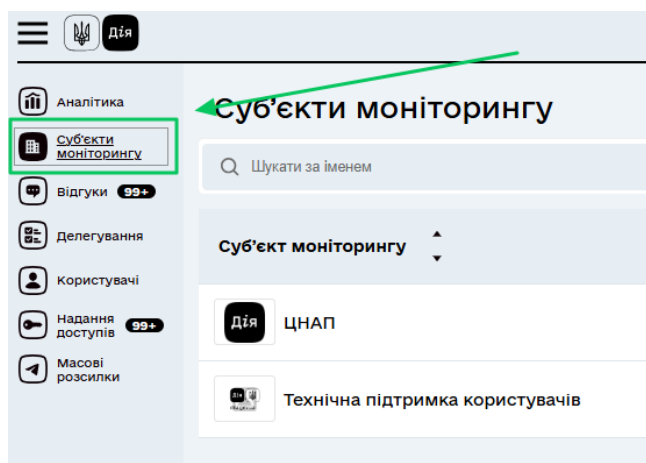 Дія
Аналітика
Суб’єкти моніторингу
Суб'єкти
моніторингу
Шукати за іменем
Відгуки 99+
Делегування
Суб’єкт моніторингу
Користувачі
Надання
доступів 99+
Дія ЦНАП
Масові
розсилки
Технічна підтримка користувачів